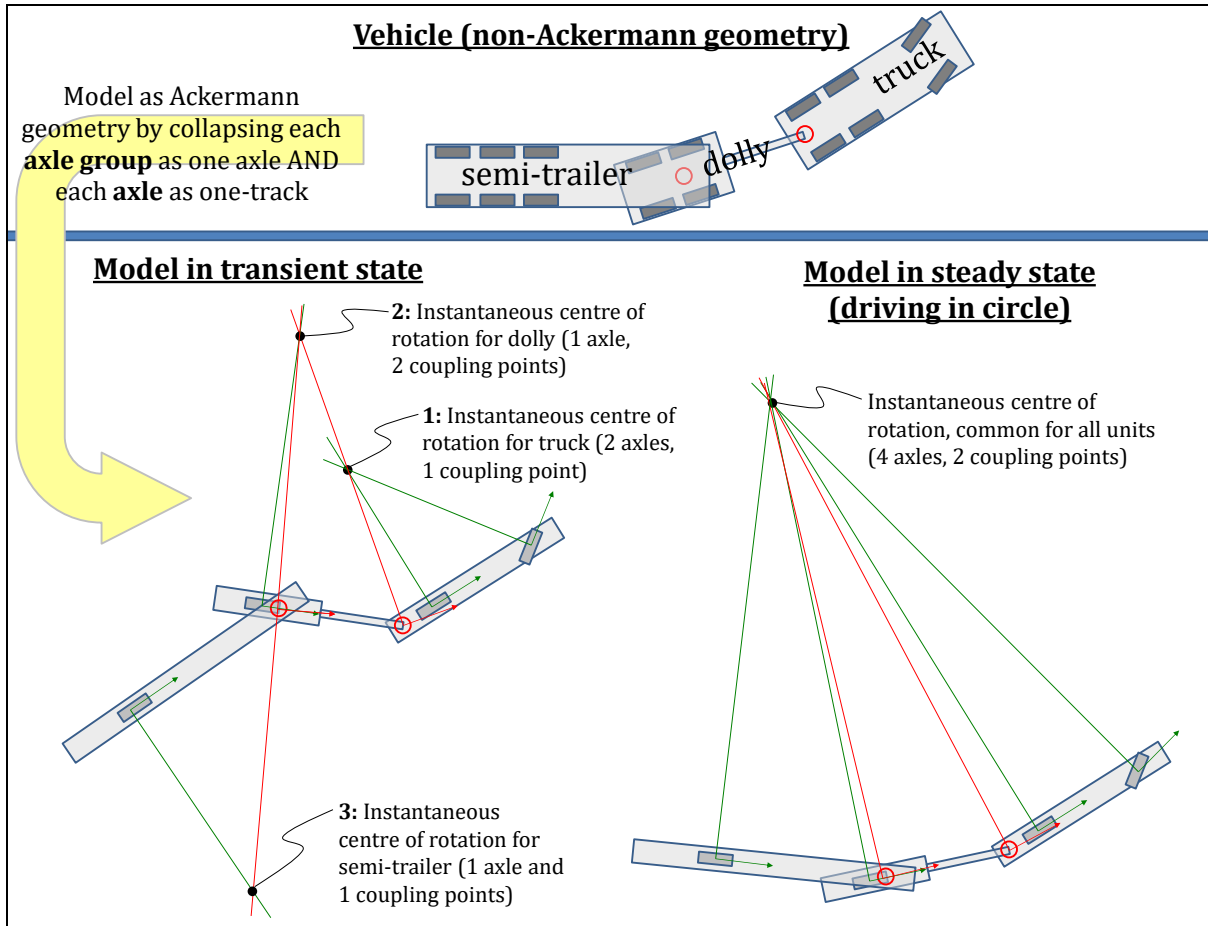 Vehicle (non-Ackermann geometry)
truck
Model as Ackermann
geometry by collapsing each
axle group as one axle AND
each axle as one-track
dolly
semi-trailer
Model in transient state
Model in steady state
(driving in circle)
2: Instantaneous centre of
rotation for dolly (1 axle,
2 coupling points)
1: Instantaneous centre of
rotation for truck (2 axles,
1 coupling point)
Instantaneous centre of
rotation, common for all units
(4 axles, 2 coupling points)
3: Instantaneous
centre of rotation for
semi-trailer (1 axle and
1 coupling points)